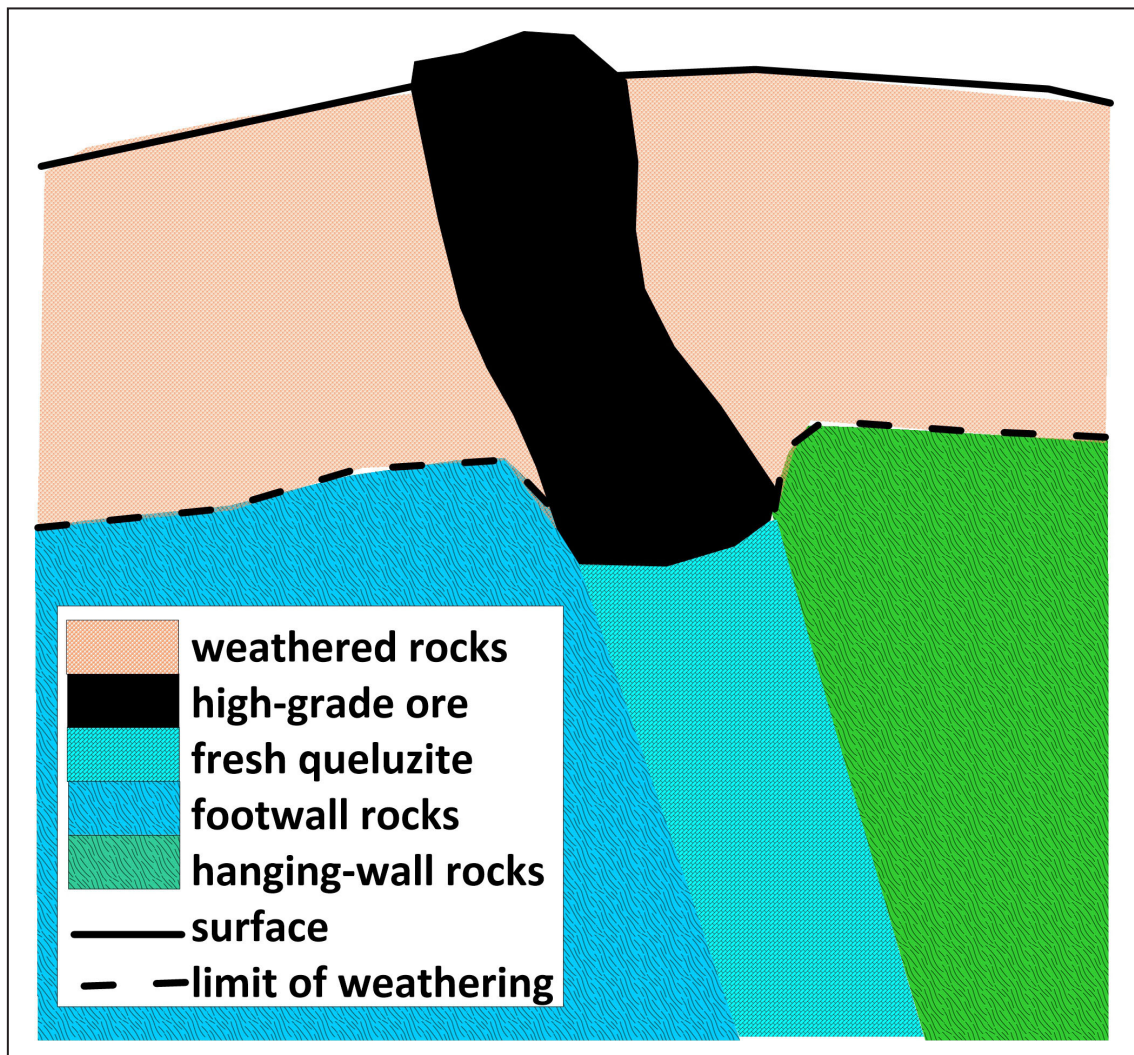 weathered rocks
high-grade ore
fresh queluzite
footwall rocks
hanging-wall rocks
surface
limit of weathering